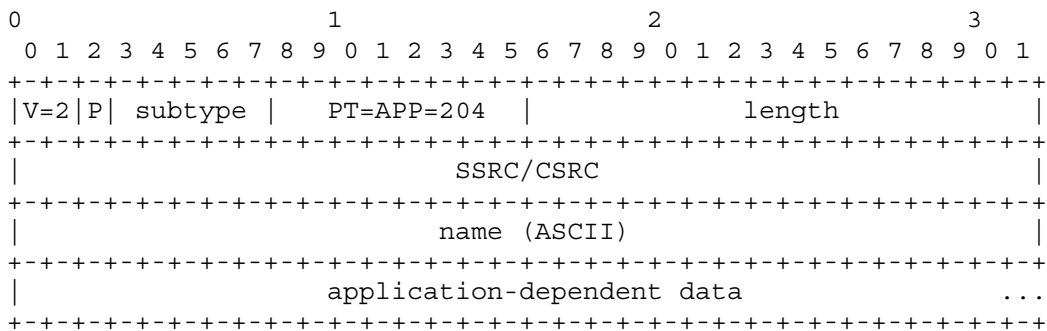 0                   1                   2                   3
 0 1 2 3 4 5 6 7 8 9 0 1 2 3 4 5 6 7 8 9 0 1 2 3 4 5 6 7 8 9 0 1
+-+-+-+-+-+-+-+-+-+-+-+-+-+-+-+-+-+-+-+-+-+-+-+-+-+-+-+-+-+-+-+-+
|V=2|P| subtype |   PT=APP=204  |             length            |
+-+-+-+-+-+-+-+-+-+-+-+-+-+-+-+-+-+-+-+-+-+-+-+-+-+-+-+-+-+-+-+-+
|                           SSRC/CSRC                           |
+-+-+-+-+-+-+-+-+-+-+-+-+-+-+-+-+-+-+-+-+-+-+-+-+-+-+-+-+-+-+-+-+
|                          name (ASCII)                         |
+-+-+-+-+-+-+-+-+-+-+-+-+-+-+-+-+-+-+-+-+-+-+-+-+-+-+-+-+-+-+-+-+
|                   application-dependent data                ...
+-+-+-+-+-+-+-+-+-+-+-+-+-+-+-+-+-+-+-+-+-+-+-+-+-+-+-+-+-+-+-+-+